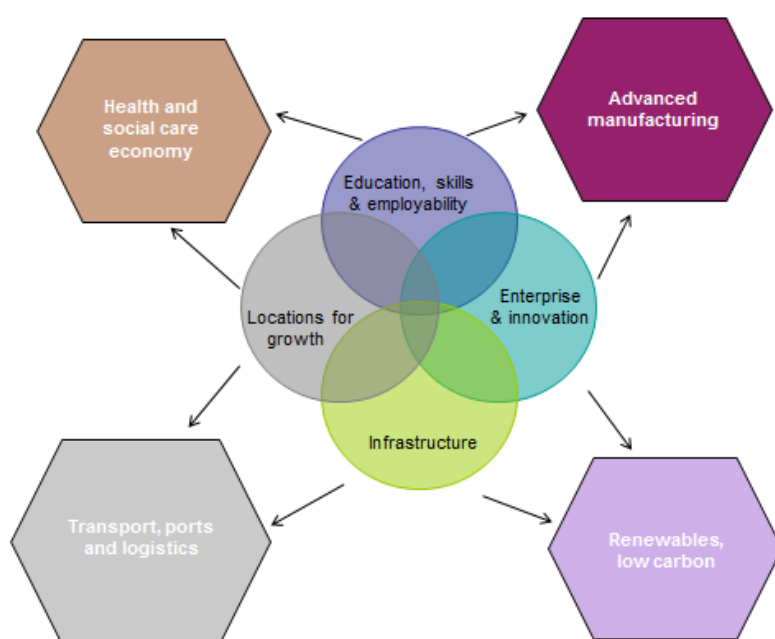 Health and
social care
economy
Advanced
manufacturing
Education, skills
& employability
Locations for
growth
Enterprise
& innovation
Infrastructure
Transport, ports
and logistics
Renewables,
low carbon